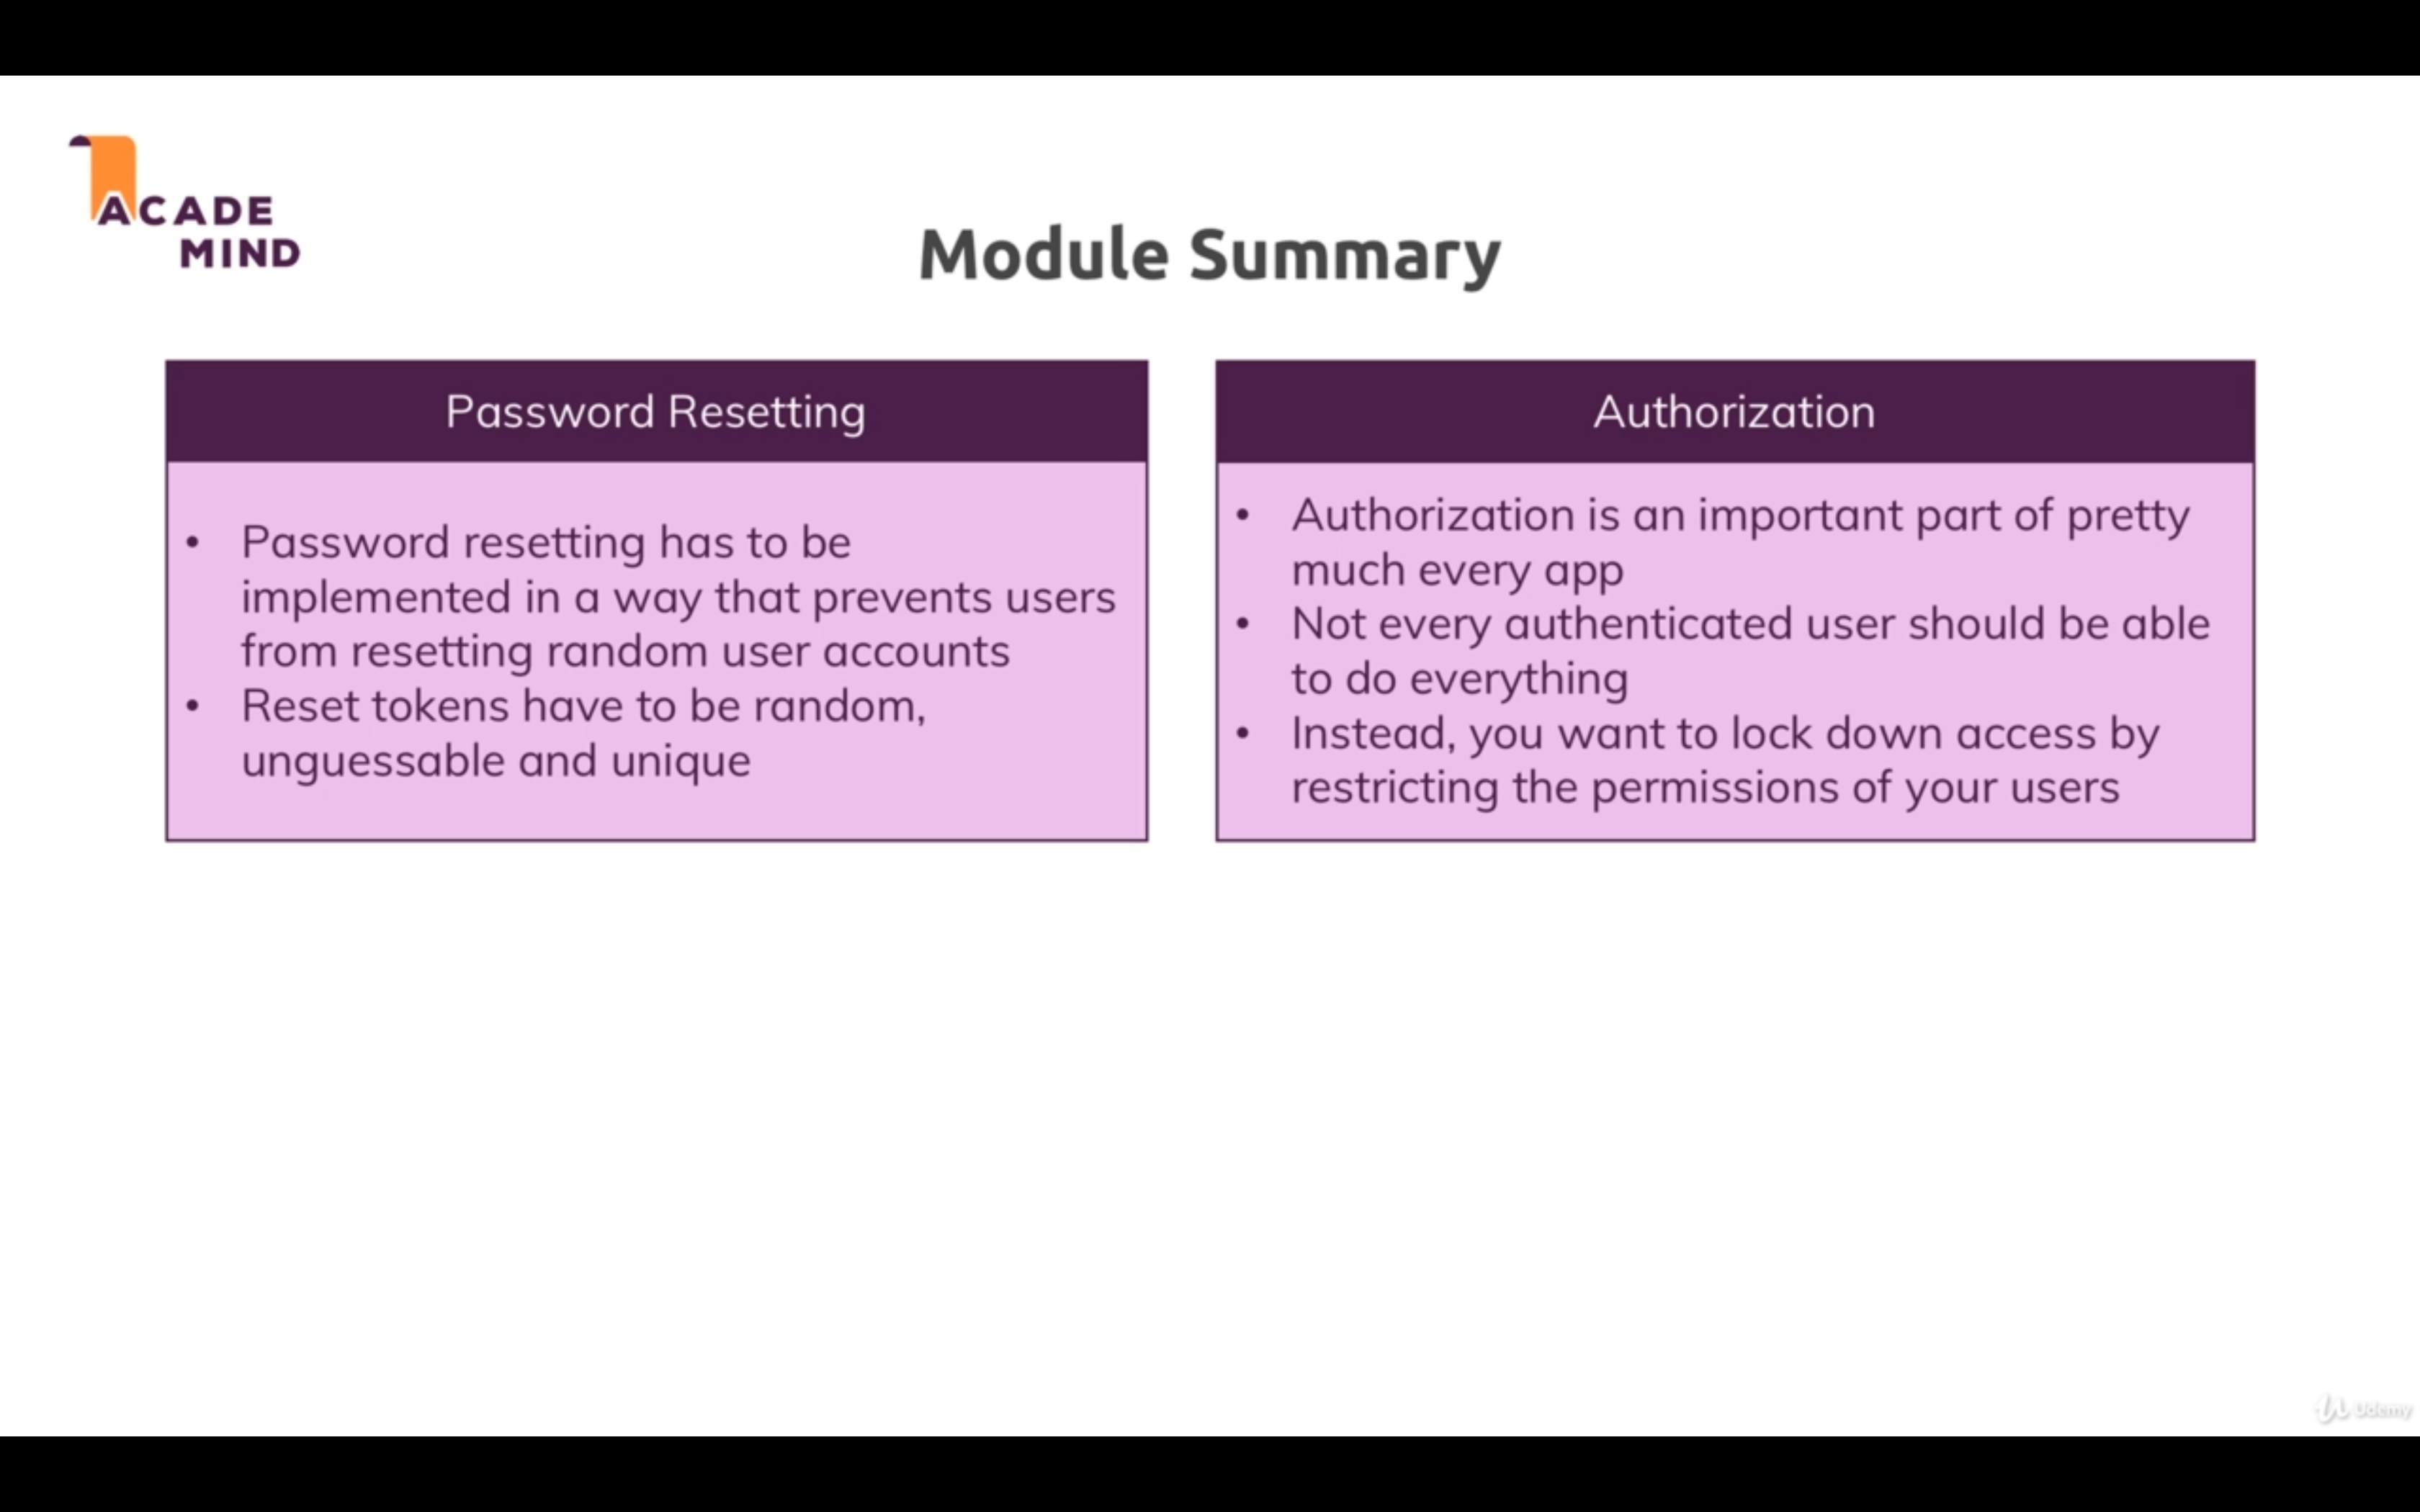 ACADE
MIND
Module Summary
Password Resetting
• Password resetting has to be
implemented in a way that prevents users
from resetting random user accounts
• Reset tokens have to be random,
unguessable and unique
Authorization
• Authorization is an important part of pretty
much every app
• Not every authenticated user should be able
to do everything
• Instead, you want to lock down access by
restricting the permissions of your users
Udemy